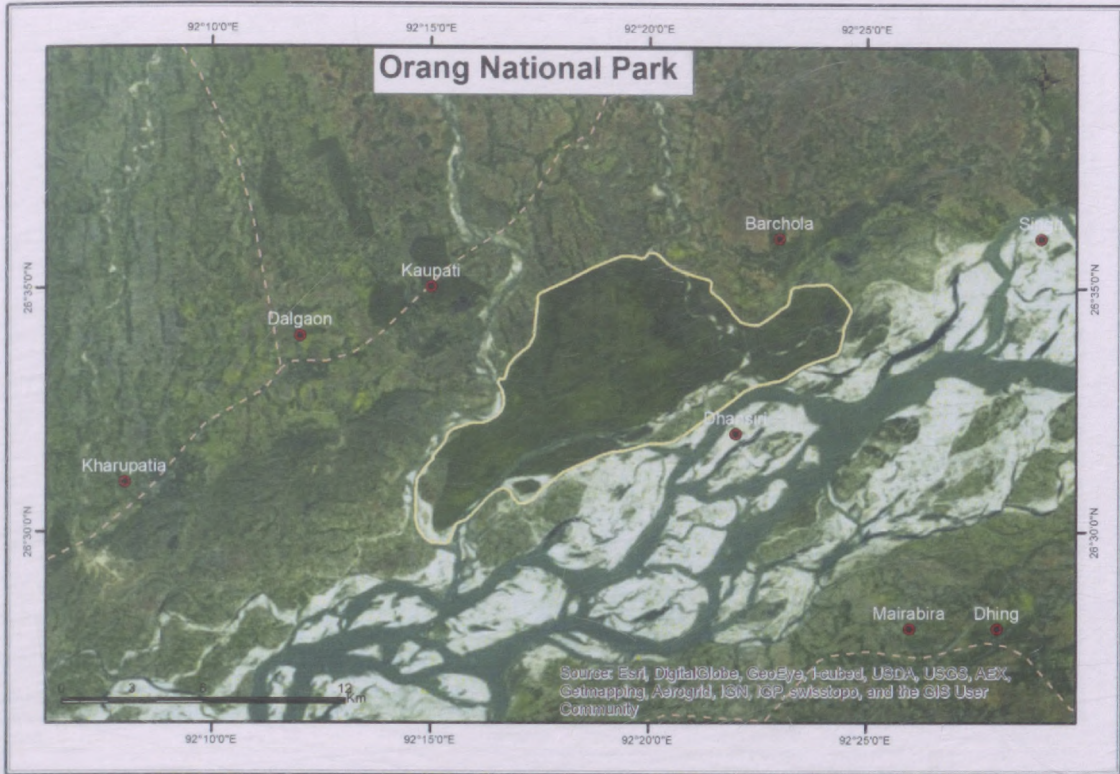 92°10'0"E 92°15'0"E 92°20'0"E 92°25'0"E
Orang National Park
Barchola
Kaupati
26°35'0"N 26°35'0"N
Dalgaon
Dhansiri
Kharupatia
26°30'0"N 26°30'0"N
Mairabira Dhing
Source: Esri, DigitalGlobe, GeoEye, i-cubed, USDA, USGS, AEX,
Getmapping, Aerogrid, IGN, IGP, swisstopo, and the GIS User
Community
12
Km
92°10'0"E 92°15'0"E 92°20'0"E 92°25'0"E